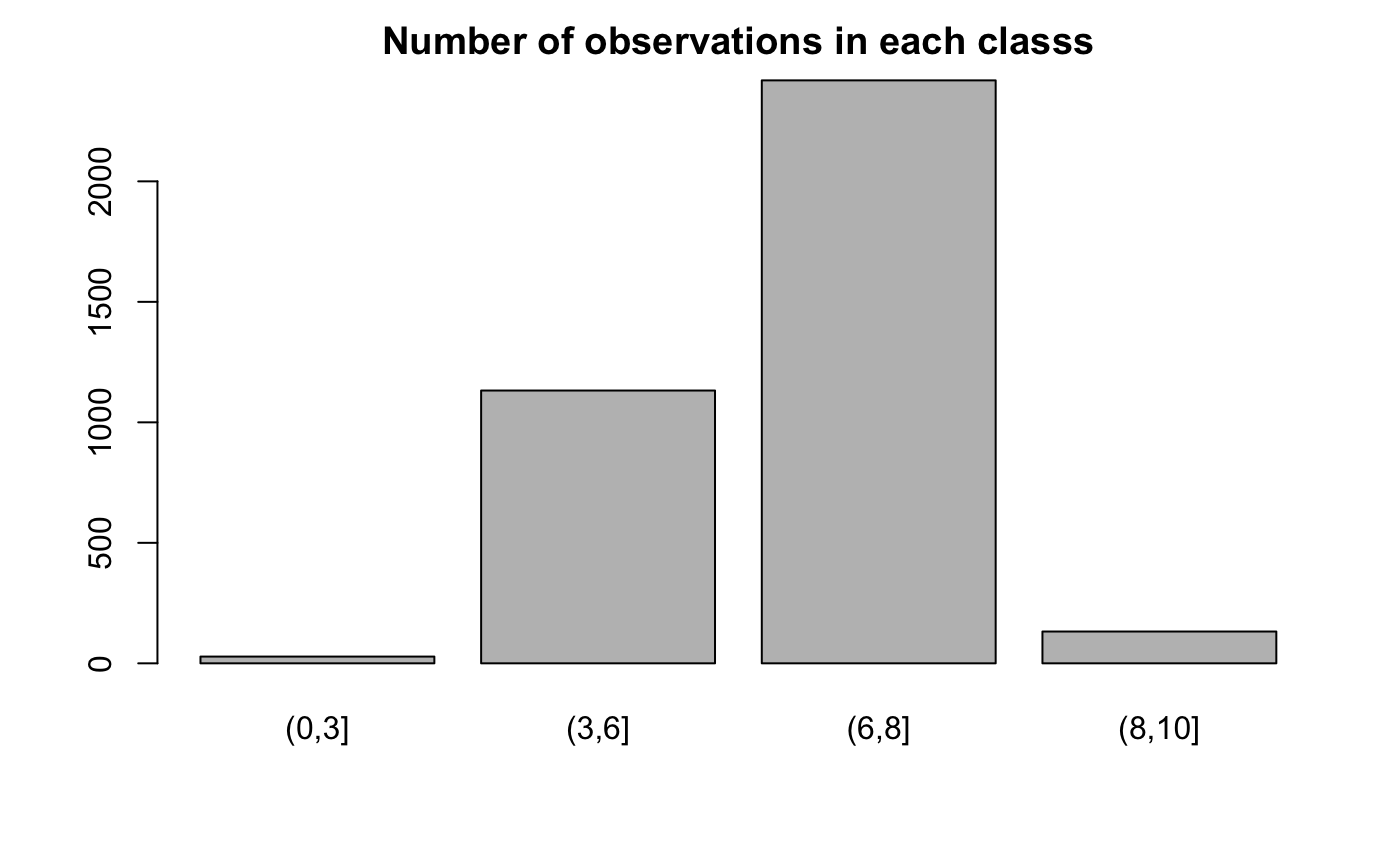 Number of observations in each classs
2000
1500
1000
500
0
(0,3] (3,6] (6,8] (8,10]